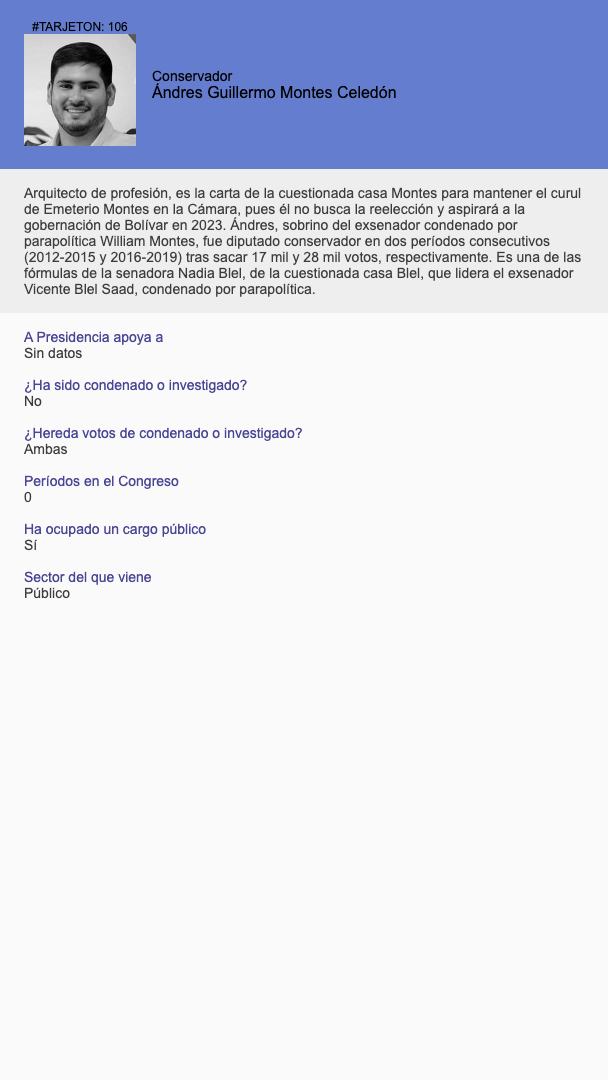 #TARJETON: 106
Conservador
Ándres Guillermo Montes Celedón
Arquitecto de profesión, es la carta de la cuestionada casa Montes para mantener el curul
de Emeterio Montes en la Cámara, pues él no busca la reelección y aspirará a la
gobernación de Bolívar en 2023. Ándres, sobrino del exsenador condenado por
parapolítica William Montes, fue diputado conservador en dos períodos consecutivos
(2012-2015 y 2016-2019) tras sacar 17 mil y 28 mil votos, respectivamente. Es una de las
fórmulas de la senadora Nadia Blel, de la cuestionada casa Blel, que lidera el exsenador
Vicente Blel Saad, condenado por parapolítica.
A Presidencia apoya a
Sin datos
¿Ha sido condenado o investigado?
No
¿Hereda votos de condenado o investigado?
Ambas
Períodos en el Congreso
0
Ha ocupado un cargo público
Sí
Sector del que viene
Público